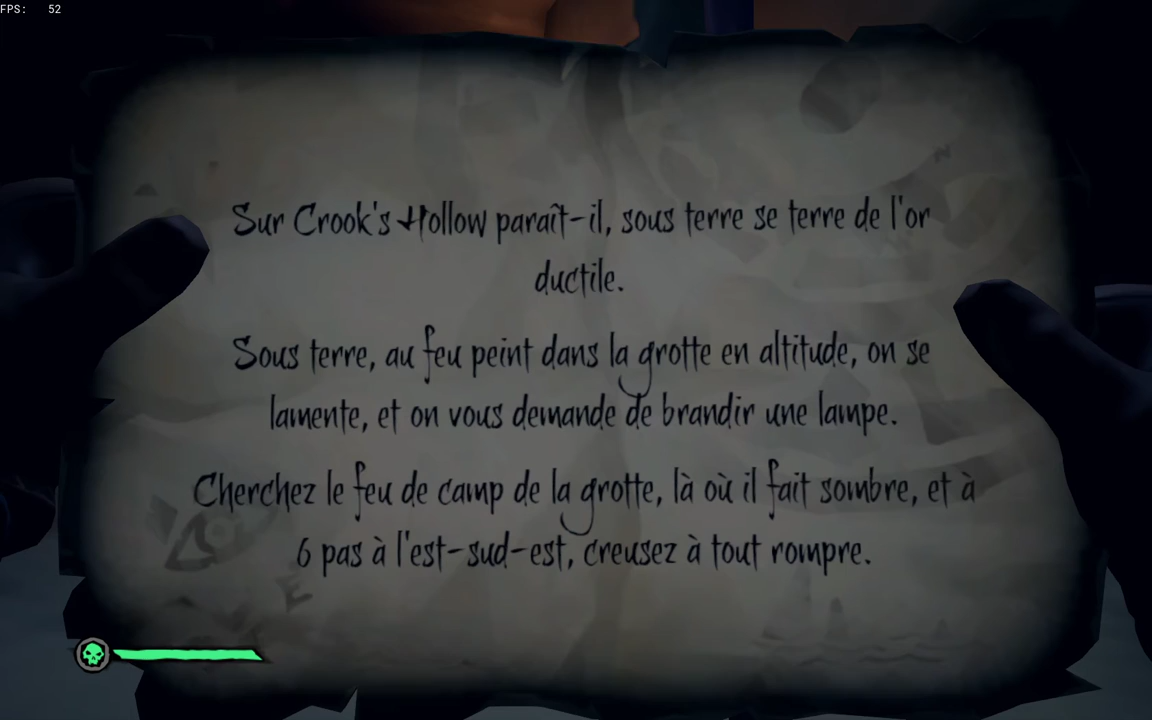 FPS: 52
Sur Crook's Hollow paraît-il, sous terre se terre de l'or
ductile.
Sous terre, au feu peint dans la grotte en altitude, on se
lamente, et on vous demande de brandir une lampe.
Cherchez le feu de camp de la grotte, là où il fait sombre, et à
6 pas à l'est-sud-est, creusez à tout rompre.